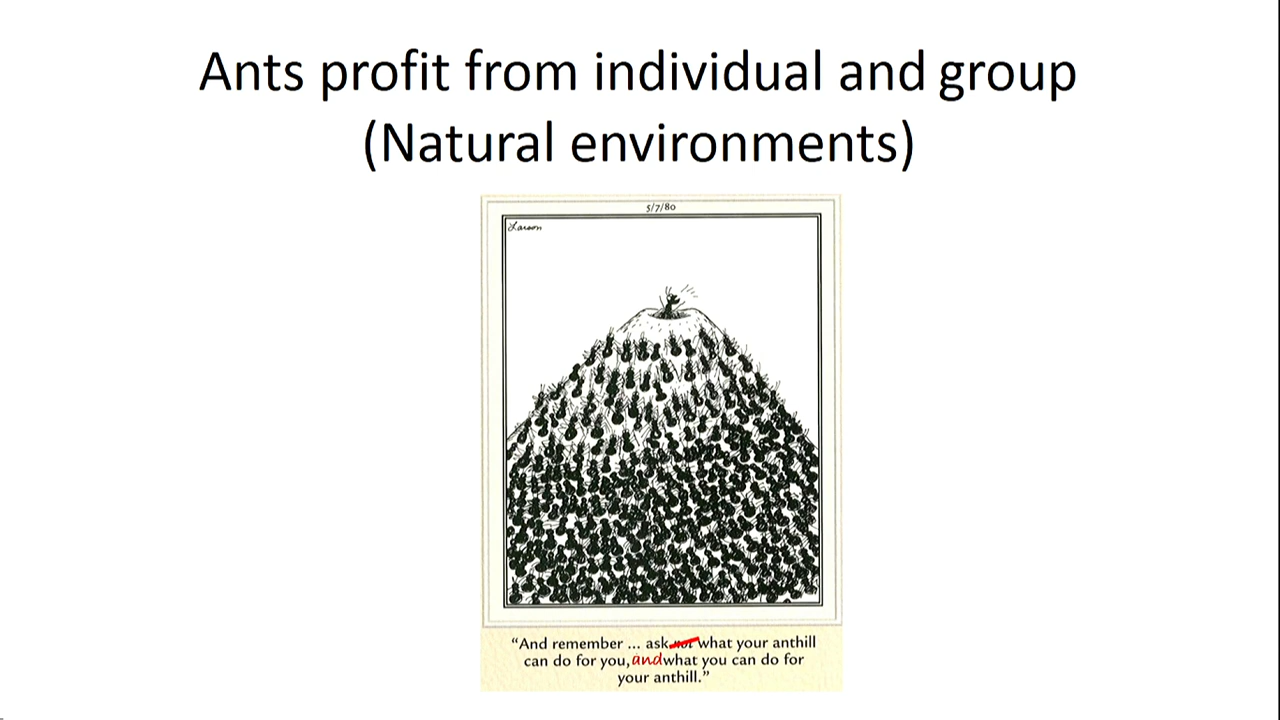 Ants profit from individual and group
(Natural environments)
5/7/80
Larson
“And remember ... ask not what your anthill
can do for you, and what you can do for
your anthill.”